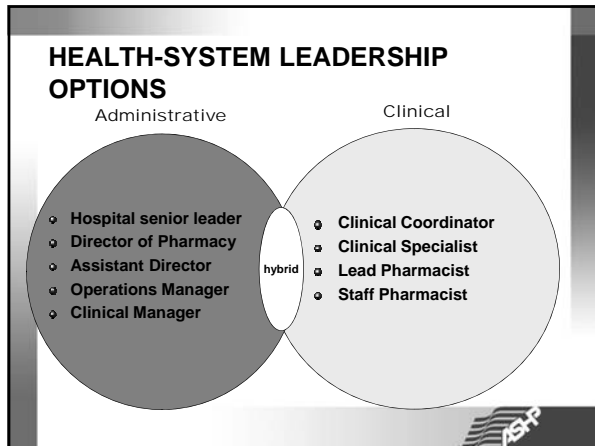 HEALTH-SYSTEM LEADERSHIP
OPTIONS
Administrative
Clinical
Hospital senior leader
Director of Pharmacy
Assistant Director
Operations Manager
Clinical Manager
hybrid
Clinical Coordinator
Clinical Specialist
Lead Pharmacist
Staff Pharmacist
ASHP